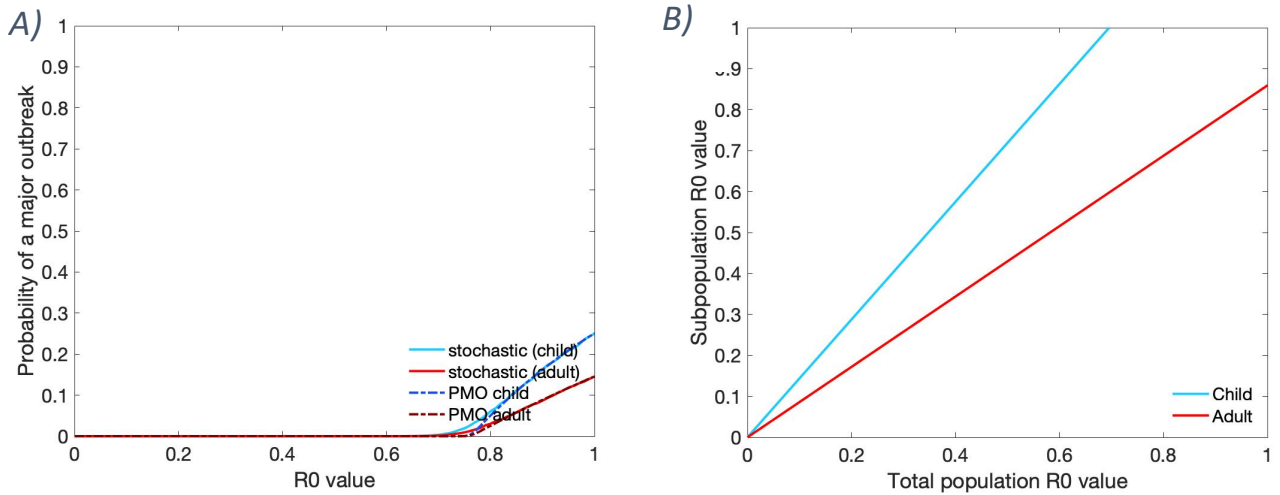 A)
Probability of a major outbreak
1
0.9
0.8
0.7
0.6
0.5
0.4
0.3
0.2
0.1
0
stochastic (child)
stochastic (adult)
PMO child
PMO adult
0 0.2 0.4 0.6 0.8 1
R0 value
B)
Subpopulation R0 value
1
.9
0.8
0.7
0.6
0.5
0.4
0.3
0.2
0.1
0
Child
Adult
0 0.2 0.4 0.6 0.8 1
Total population R0 value